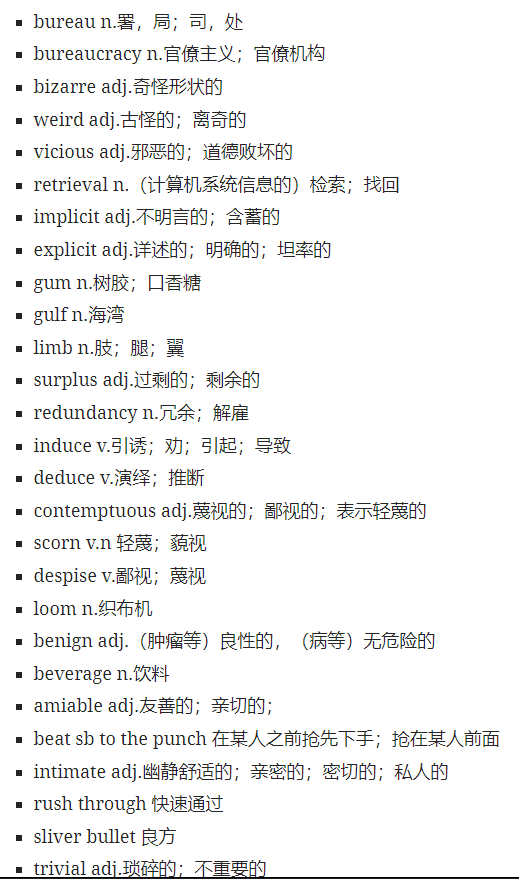 bureau n.署，局；司，处
bureaucracy n.官僚主义；官僚机构
bizarre adj.奇怪形状的
weird adj.古怪的；离奇的
vicious adj.邪恶的；道德败坏的
retrieval n.（计算机系统信息的）检索；找回
implicit adj.不明言的；含蓄的
explicit adj.详述的；明确的；坦率的
gum n.树胶；口香糖
gulf n.海湾
limb n.肢；腿；翼
surplus adj.过剩的；剩余的
redundancy n.冗余；解雇
induce v.引诱；劝；引起；导致
deduce v.演绎；推断
contemptuous adj.蔑视的；鄙视的；表示轻蔑的
scorn v.n 轻蔑；藐视
despise v.鄙视；蔑视
loom n.织布机
benign adj.（肿瘤等）良性的，（病等）无危险的
beverage n.饮料
amiable adj.友善的；亲切的；
beat sb to the punch 在某人之前抢先下手；抢在某人前面
intimate adj.幽静舒适的；亲密的；密切的；私人的
rush through 快速通过
sliver bullet 良方
trivial adj.琐碎的；不重要的